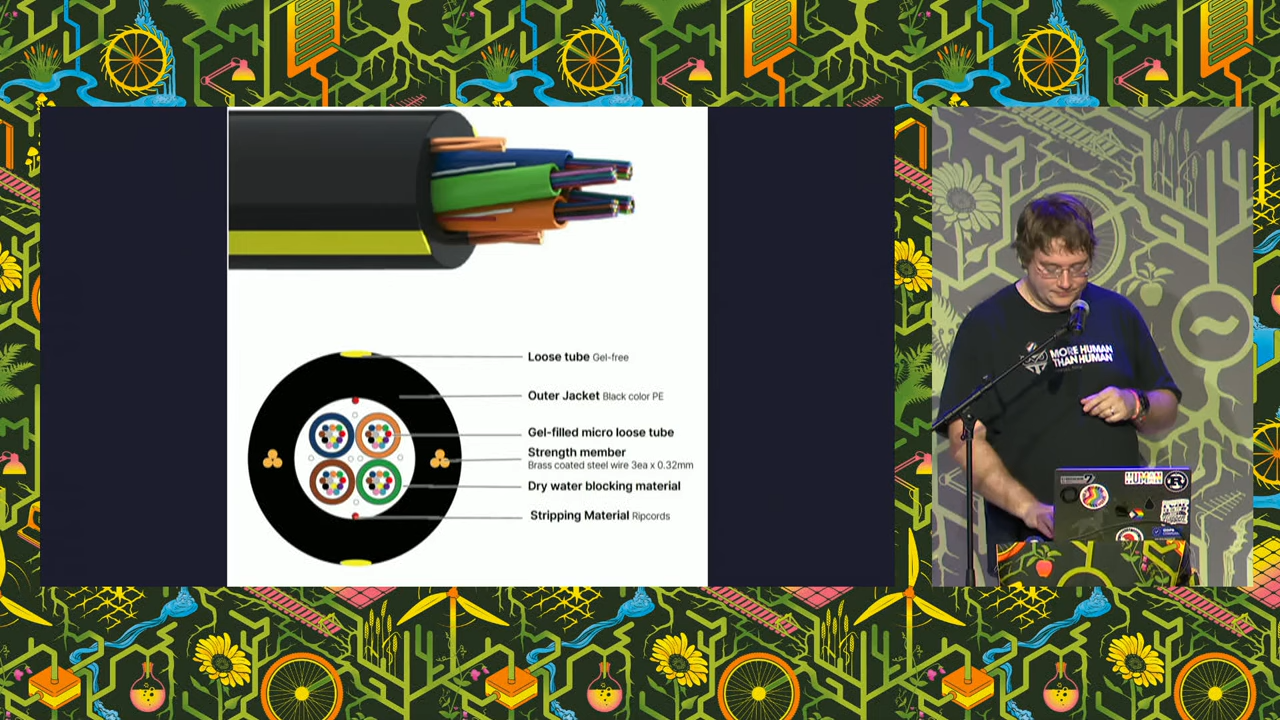 Loose tube Gel-free
Outer Jacket Black color PE
Gel-filled micro loose tube
Strength member
Brass coated steel wire 3ea x 0.32mm
Dry water blocking material
Stripping Material Ripcords
MORE HUMAN
THAN HUMAN
HUMAN
R